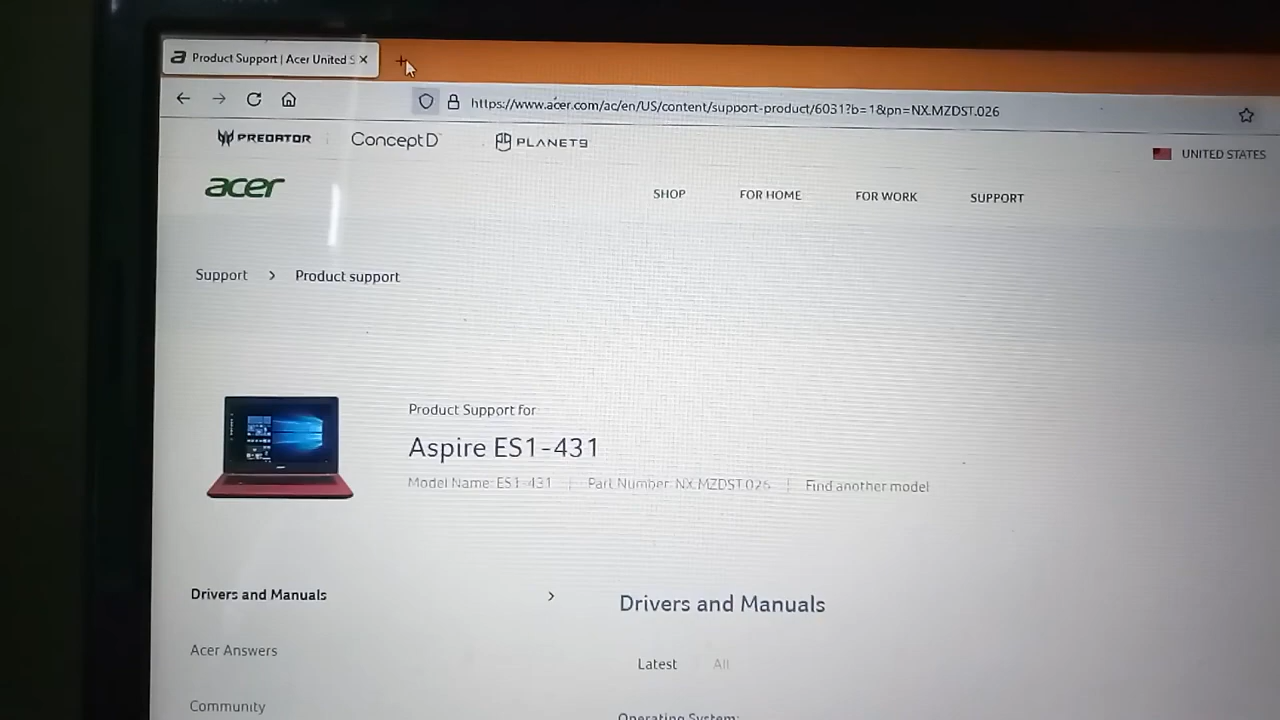 Product Support | Acer United S
https://www.acer.com/ac/en/US/content/support-product/6031?b=1&pn=NX.MZDST.026
PREDATOR ConceptD PLANET9
UNITED STATES
acer SHOP FOR HOME FOR WORK SUPPORT
Support > Product support
Product Support for
Aspire ES1-431
Model Name: ES1-431 | Part Number: NX.MZDST.026 | Find another model
Drivers and Manuals >
Drivers and Manuals
Acer Answers
Latest All
Community
Operating System: